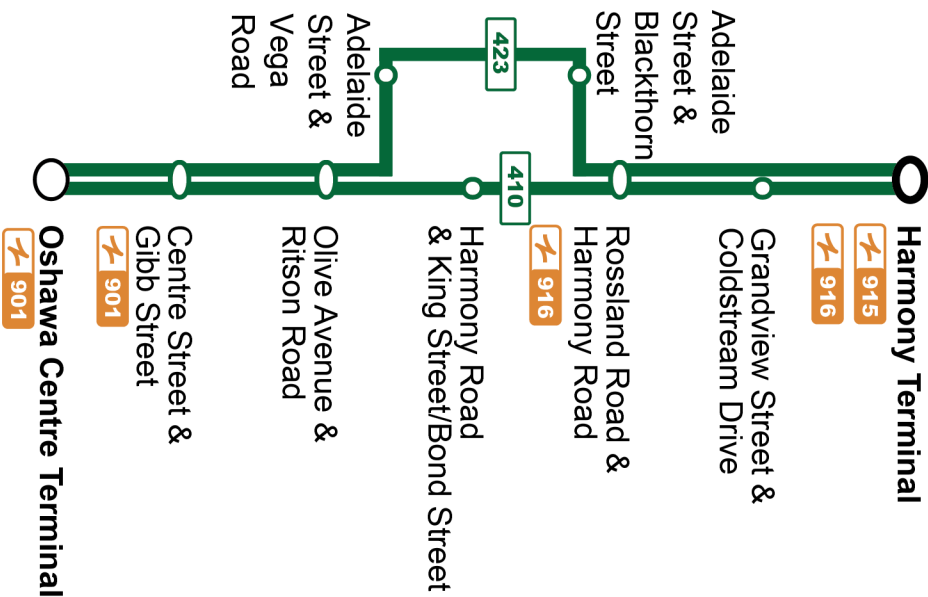 Harmony Terminal
915
916
Grandview Street &
Coldstream Drive
Adelaide
Street &
Blackthorn
Street
Rossland Road &
Harmony Road
916
423
410
Harmony Road
& King Street/Bond Street
Adelaide
Street &
Vega
Road
Olive Avenue &
Ritson Road
Centre Street &
Gibb Street
901
Oshawa Centre Terminal
901